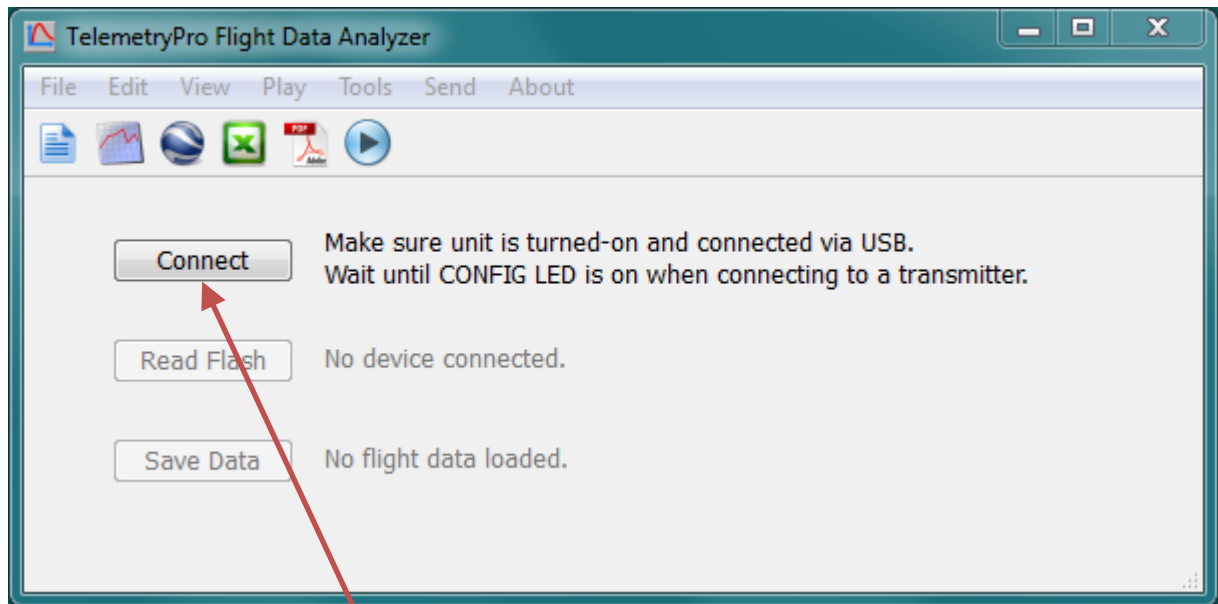 TelemetryPro Flight Data Analyzer
File Edit View Play Tools Send About
PDF
Adobe
Connect
Make sure unit is turned-on and connected via USB.
Wait until CONFIG LED is on when connecting to a transmitter.
Read Flash
No device connected.
Save Data
No flight data loaded.